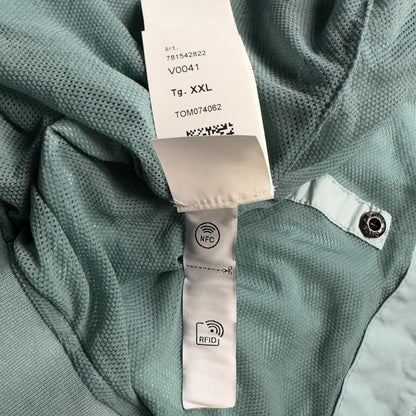 Art.
781542822
V0041
Tg. XXL
TOM074062
NFC
RFID